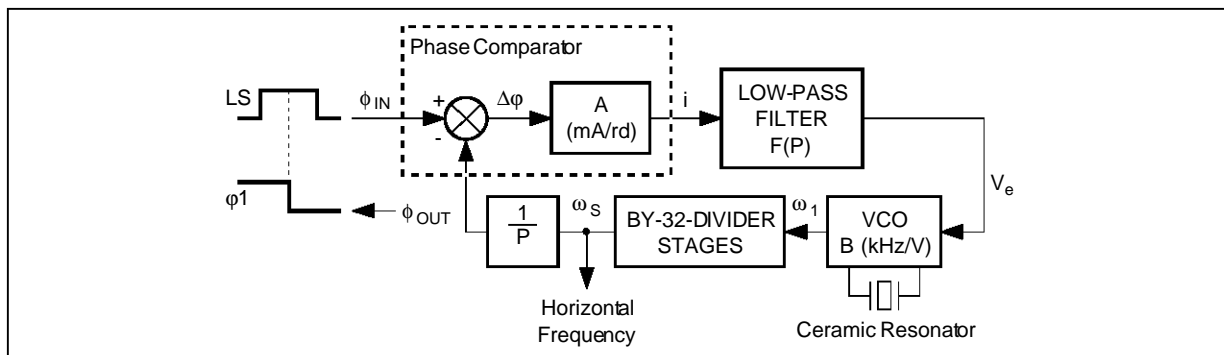 Phase Comparator
LS
ϕIN
+
-
Δφ
A
(mA/rd)
i
LOW-PASS
FILTER
F(P)
φ1
ϕOUT
1
P
ωS
BY-32-DIVIDER
STAGES
ω1
VCO
B (kHz/V)
Ve
Horizontal
Frequency
Ceramic Resonator